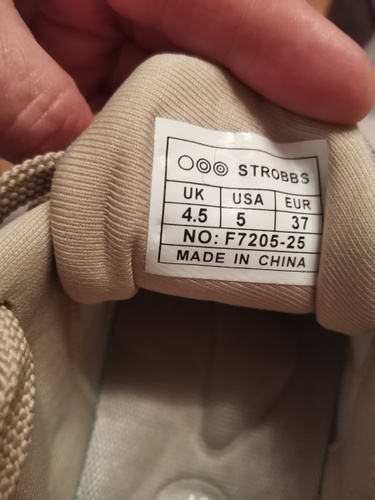 STROBBS
UK USA EUR
4.5 5 37
NO: F7205-25
MADE IN CHINA